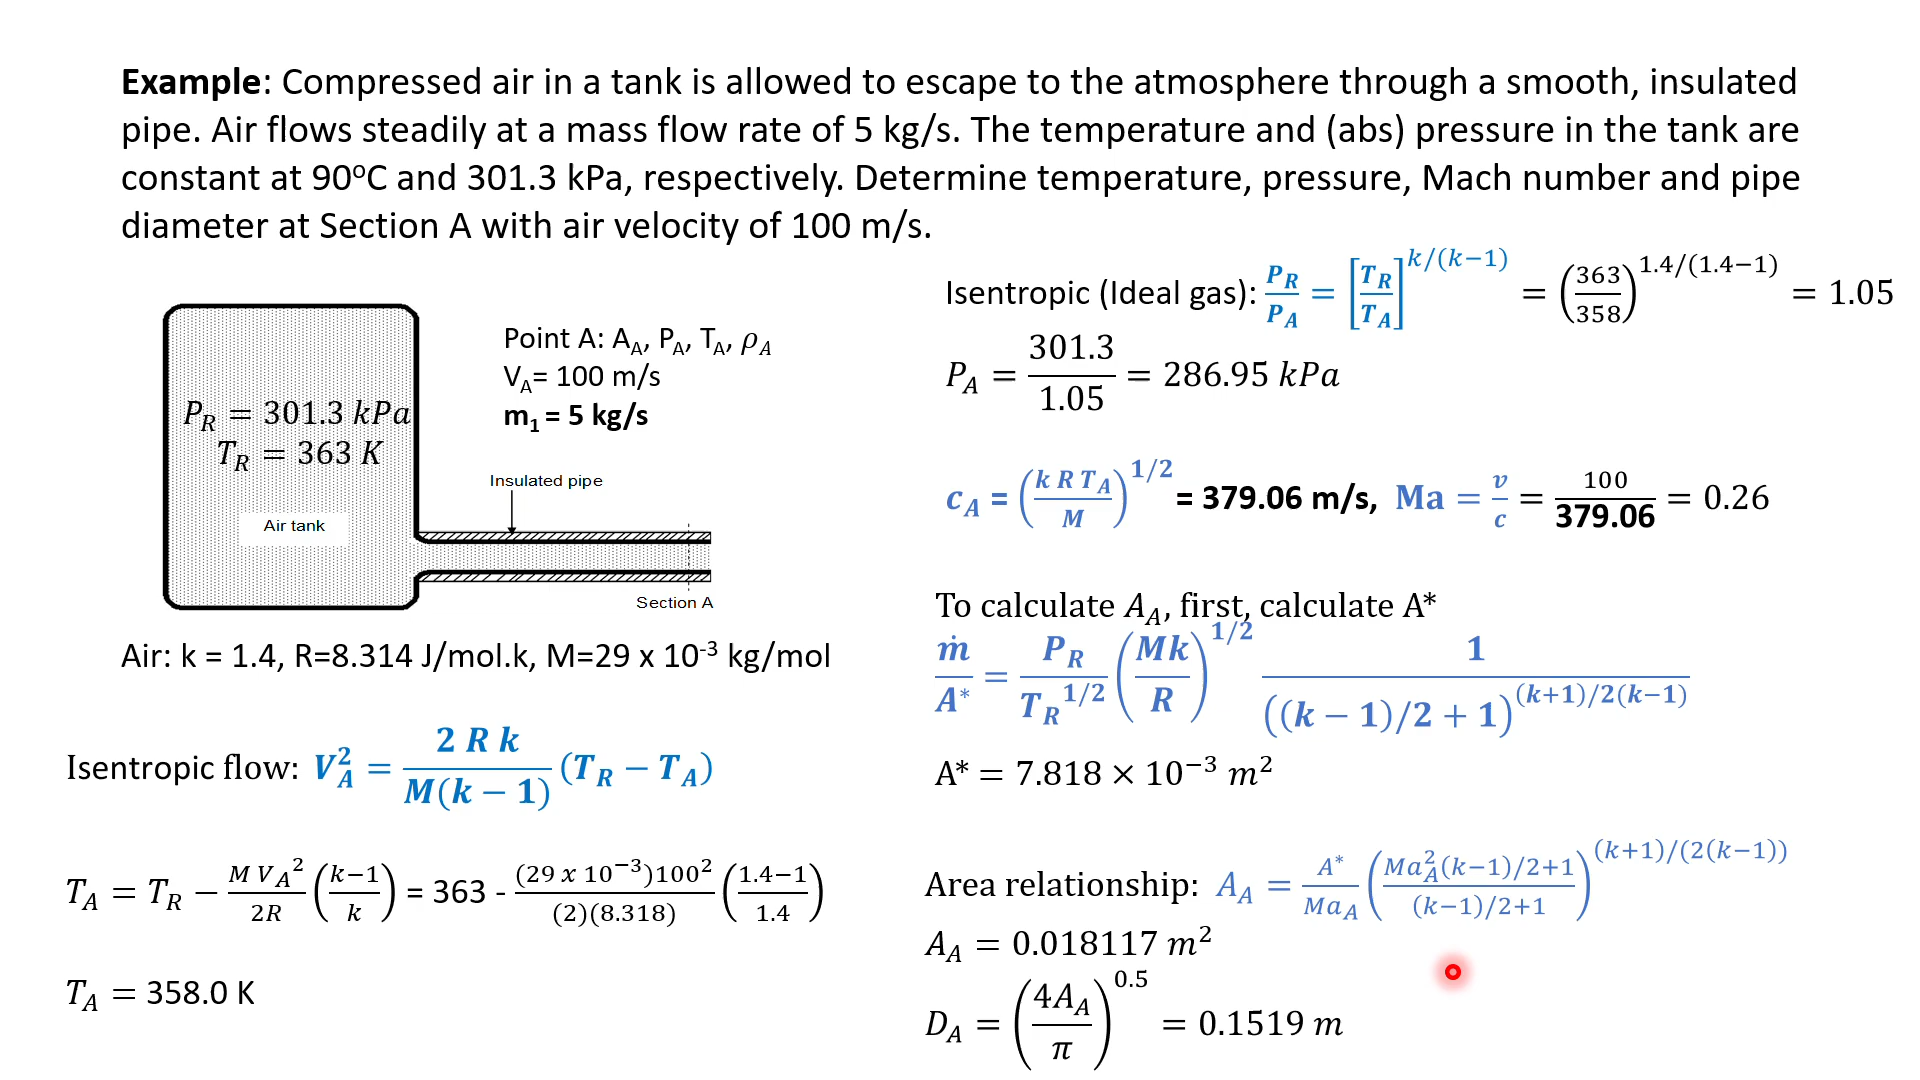 Example: Compressed air in a tank is allowed to escape to the atmosphere through a smooth, insulated
pipe. Air flows steadily at a mass flow rate of 5 kg/s. The temperature and (abs) pressure in the tank are
constant at 90ᵒC and 301.3 kPa, respectively. Determine temperature, pressure, Mach number and pipe
diameter at Section A with air velocity of 100 m/s.
P_R = 301.3 kPa
T_R = 363 K
Air tank
Point A: A_A, P_A, T_A, ρ_A
V_A= 100 m/s
m_1 = 5 kg/s
Insulated pipe
Section A
Air: k = 1.4, R=8.314 J/mol.k, M=29 x 10^-3 kg/mol
Isentropic flow: V_A^2 = (2 R k)/(M(k − 1)) (T_R − T_A)
T_A = T_R − (M V_A^2)/(2R) ((k−1)/k) = 363 - ((29 x 10^−3)100^2)/((2)(8.318)) ((1.4−1)/1.4)
T_A = 358.0 K
Isentropic (Ideal gas): P_R/P_A = [T_R/T_A]^k/(k−1) = (363/358)^1.4/(1.4−1) = 1.05
P_A = 301.3/1.05 = 286.95 kPa
c_A = ((k R T_A)/M)^1/2 = 379.06 m/s, Ma = v/c = 100/379.06 = 0.26
To calculate A_A, first, calculate A*
ṁ/A* = P_R/T_R^1/2 (Mk/R)^1/2 1/((k − 1)/2 + 1)^(k+1)/2(k−1)
A* = 7.818 × 10^−3 m^2
Area relationship: A_A = A*/Ma_A ((Ma_A^2(k−1)/2+1)/((k−1)/2+1))^(k+1)/(2(k−1))
A_A = 0.018117 m^2
D_A = (4A_A/π)^0.5 = 0.1519 m